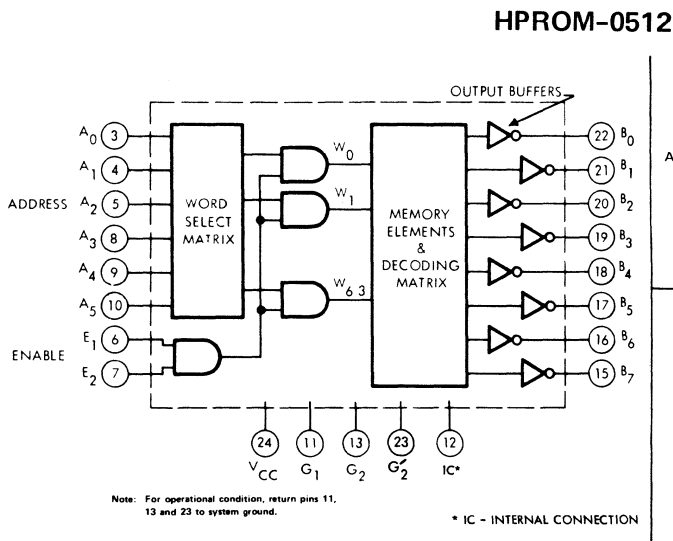 HPROM-0512
OUTPUT BUFFERS
A0 3
A1 4
ADDRESS A2 5
A3 8
A4 9
A5 10
E1 6
ENABLE
E2 7
WORD
SELECT
MATRIX
W0
W1
W63
MEMORY
ELEMENTS
&
DECODING
MATRIX
22 B0
21 B1
20 B2
19 B3
18 B4
17 B5
16 B6
15 B7
A
24 11 13 23 12
VCC G1 G2 G'2 IC*
Note: For operational condition, return pins 11,
13 and 23 to system ground.
* IC - INTERNAL CONNECTION